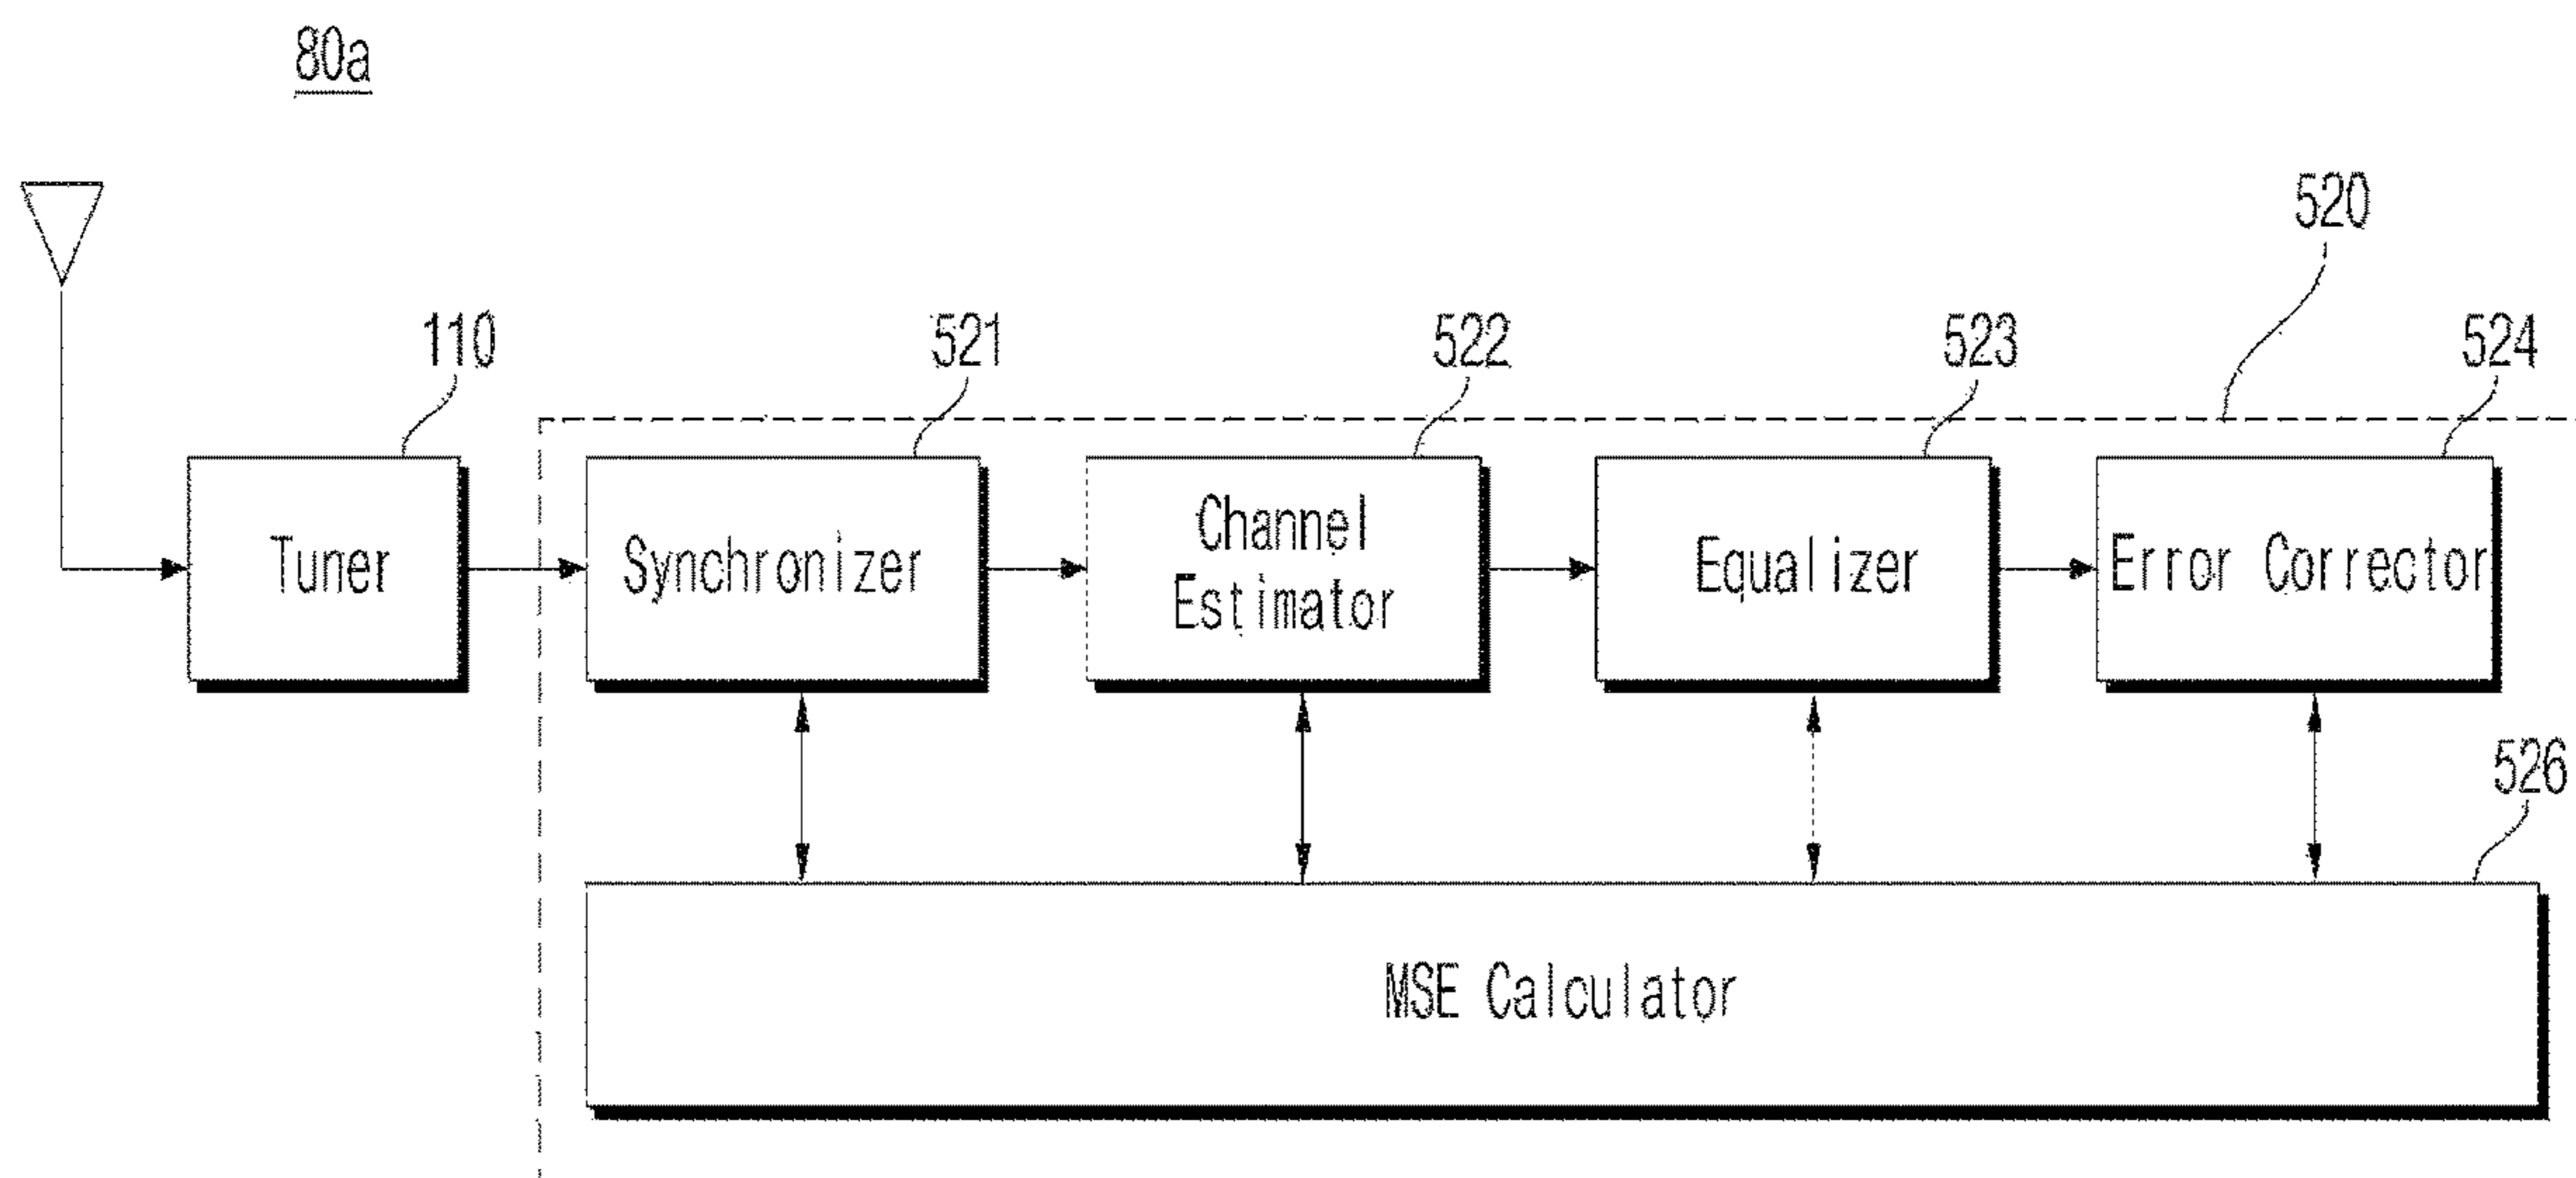 80a
520
110
521
522
523
524
Tuner
Synchronizer
Channel
Estimator
Equalizer
Error Corrector
526
MSE Calculator